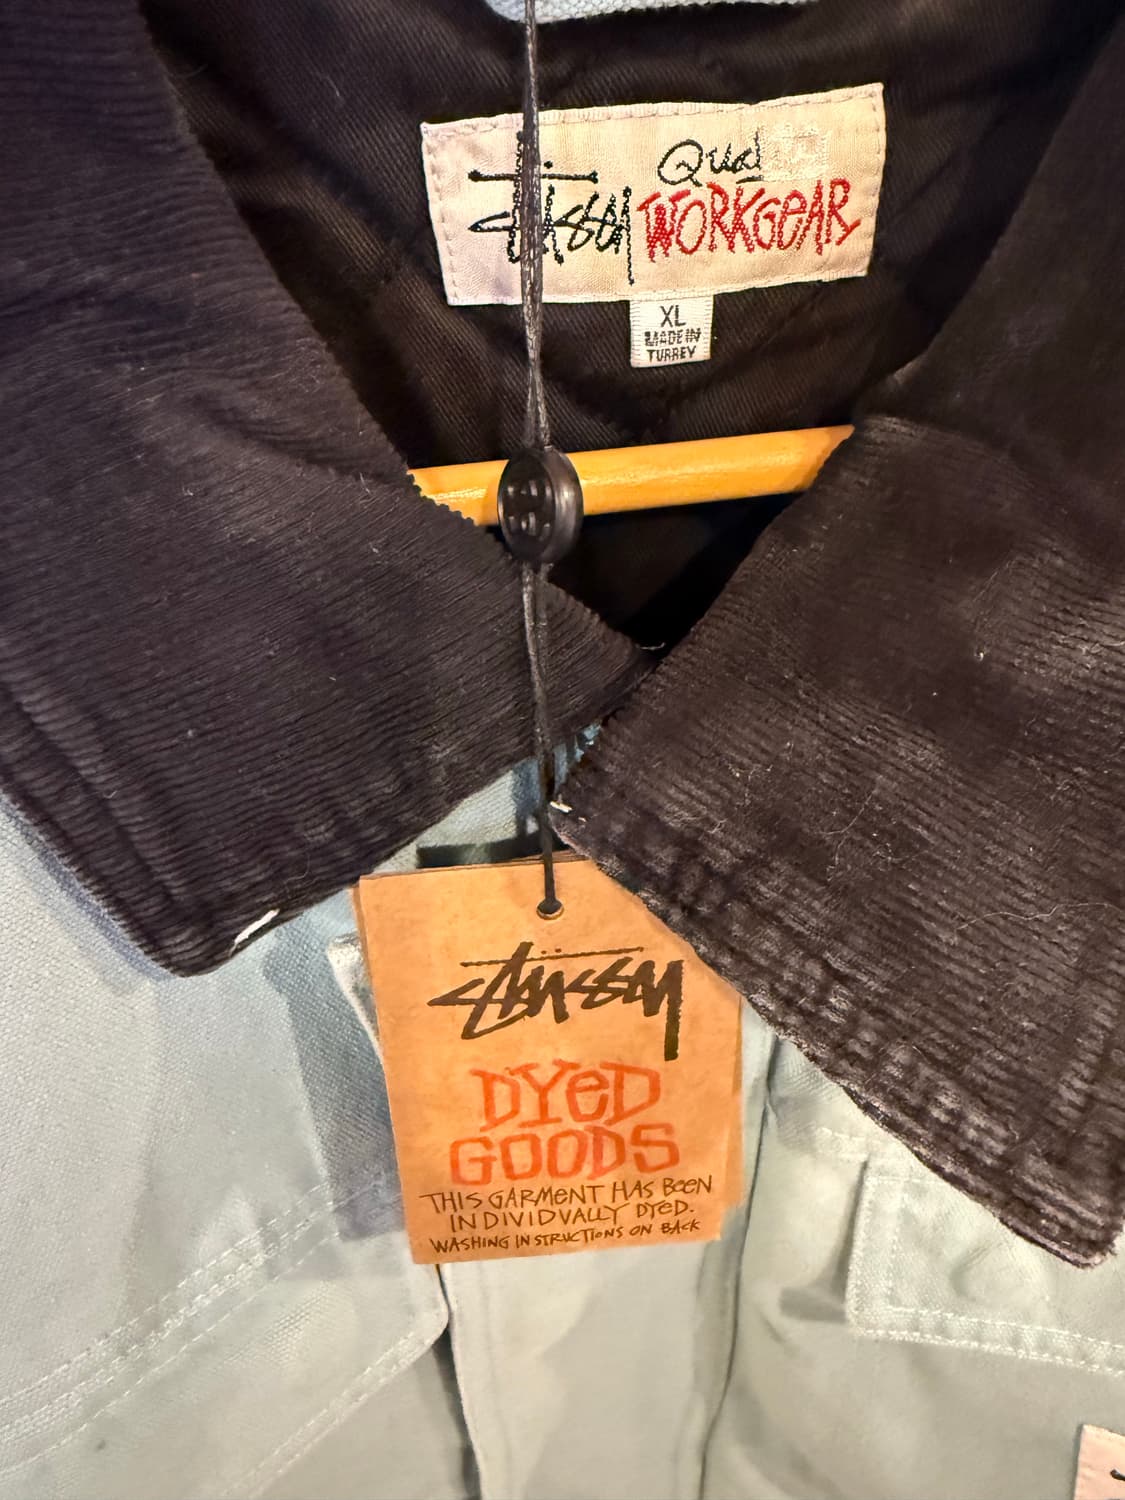 STÜSSY
WORKGEAR
XL
MADE IN
TURKEY
STÜSSY
DYED
GOODS
THIS GARMENT HAS BEEN
INDIVIDUALLY DYED.
WASHING INSTRUCTIONS ON BACK